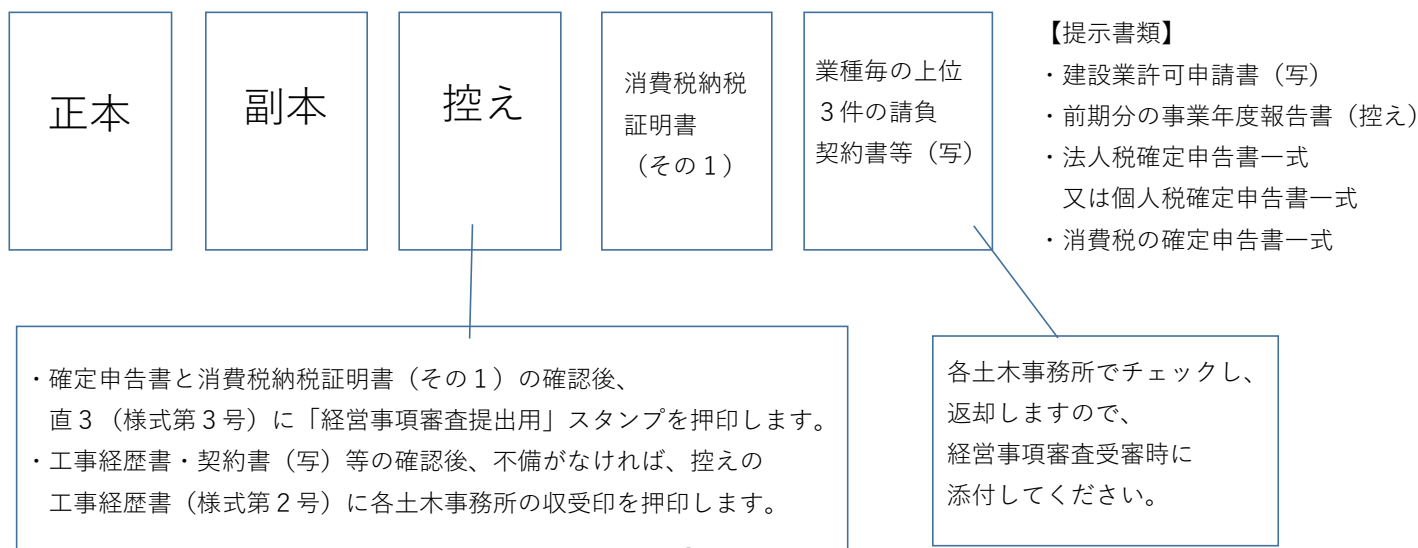 正本
副本
控え
消費税納税
証明書
（その１）
業種毎の上位
３件の請負
契約書等（写）
【提示書類】
・建設業許可申請書（写）
・前期分の事業年度報告書（控え）
・法人税確定申告書一式
又は個人税確定申告書一式
・消費税の確定申告書一式
・確定申告書と消費税納税証明書（その１）の確認後、
直３（様式第３号）に「経営事項審査提出用」スタンプを押印します。
・工事経歴書・契約書（写）等の確認後、不備がなければ、控えの
工事経歴書（様式第２号）に各土木事務所の収受印を押印します。
各土木事務所でチェックし、
返却しますので、
経営事項審査受審時に
添付してください。